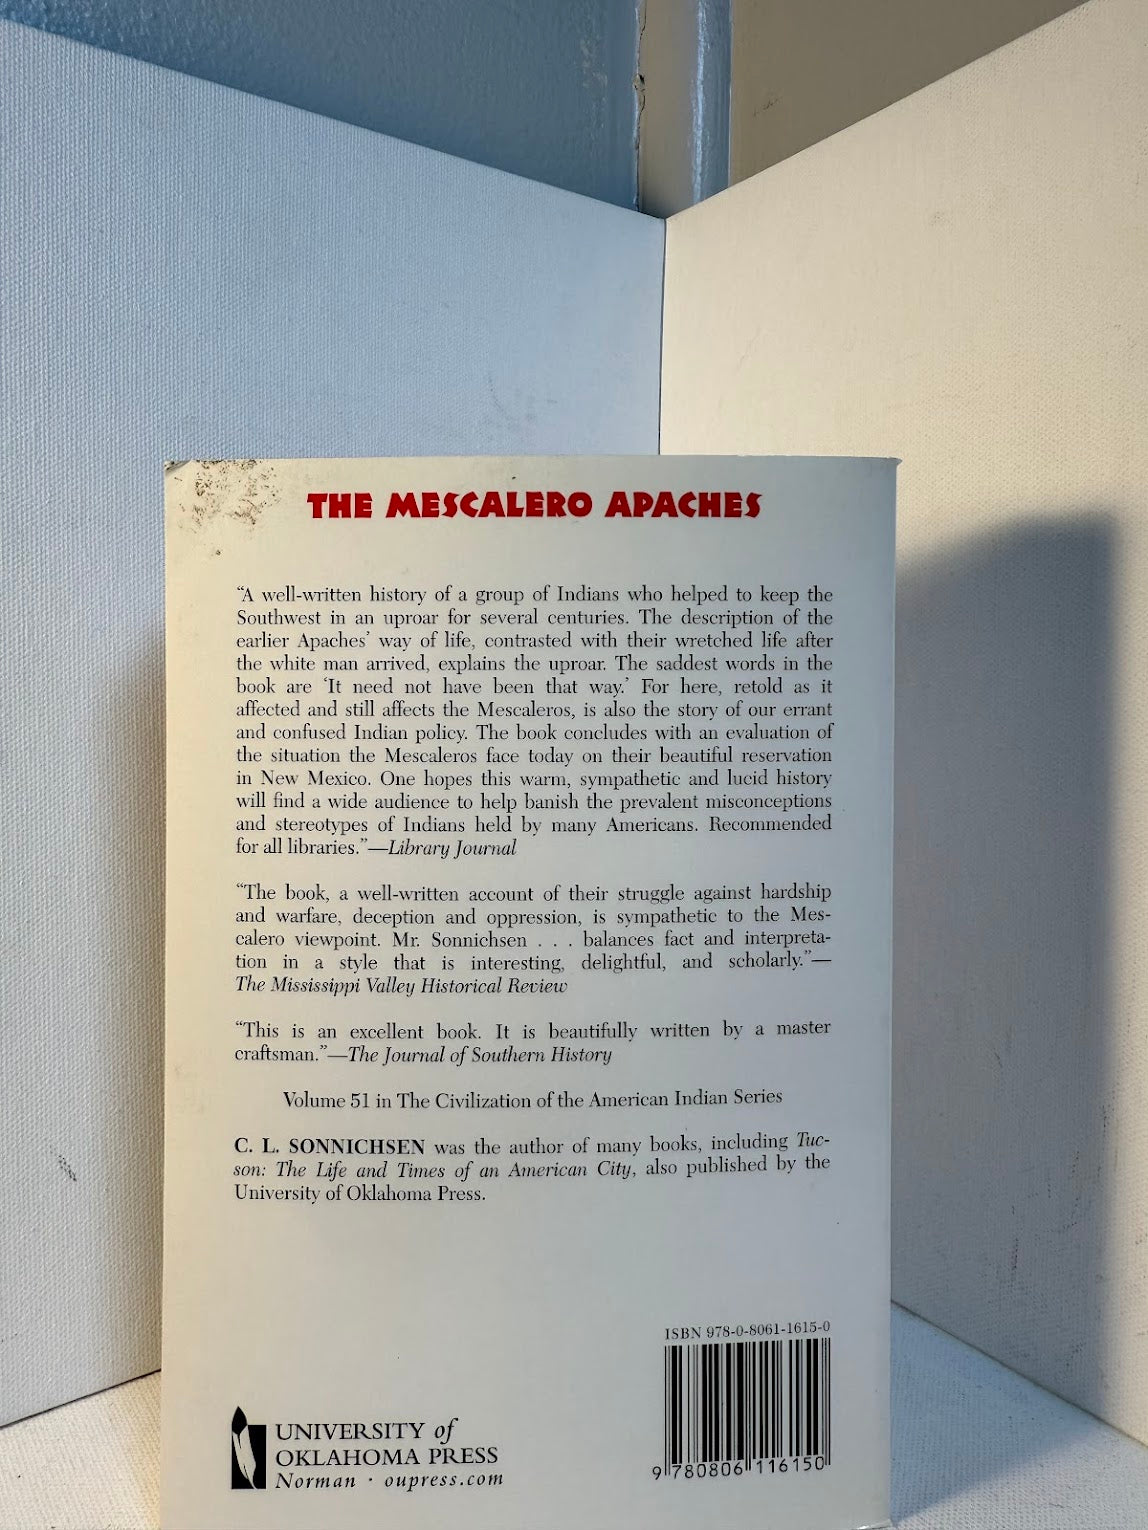 THE MESCALERO APACHES
“A well-written history of a group of Indians who helped to keep the
Southwest in an uproar for several centuries. The description of the
earlier Apaches’ way of life, contrasted with their wretched life after
the white man arrived, explains the uproar. The saddest words in the
book are ‘It need not have been that way.’ For here, retold as it
affected and still affects the Mescaleros, is also the story of our errant
and confused Indian policy. The book concludes with an evaluation of
the situation the Mescaleros face today on their beautiful reservation
in New Mexico. One hopes this warm, sympathetic and lucid history
will find a wide audience to help banish the prevalent misconceptions
and stereotypes of Indians held by many Americans. Recommended
for all libraries.”—Library Journal
“The book, a well-written account of their struggle against hardship
and warfare, deception and oppression, is sympathetic to the Mes-
calero viewpoint. Mr. Sonnichsen . . . balances fact and interpreta-
tion in a style that is interesting, delightful, and scholarly.”—
The Mississippi Valley Historical Review
“This is an excellent book. It is beautifully written by a master
craftsman.”—The Journal of Southern History
Volume 51 in The Civilization of the American Indian Series
C. L. SONNICHSEN was the author of many books, including Tuc-
son: The Life and Times of an American City, also published by the
University of Oklahoma Press.
ISBN 978-0-8061-1615-0
9 780806 116150
UNIVERSITY of
OKLAHOMA PRESS
Norman · oupress.com